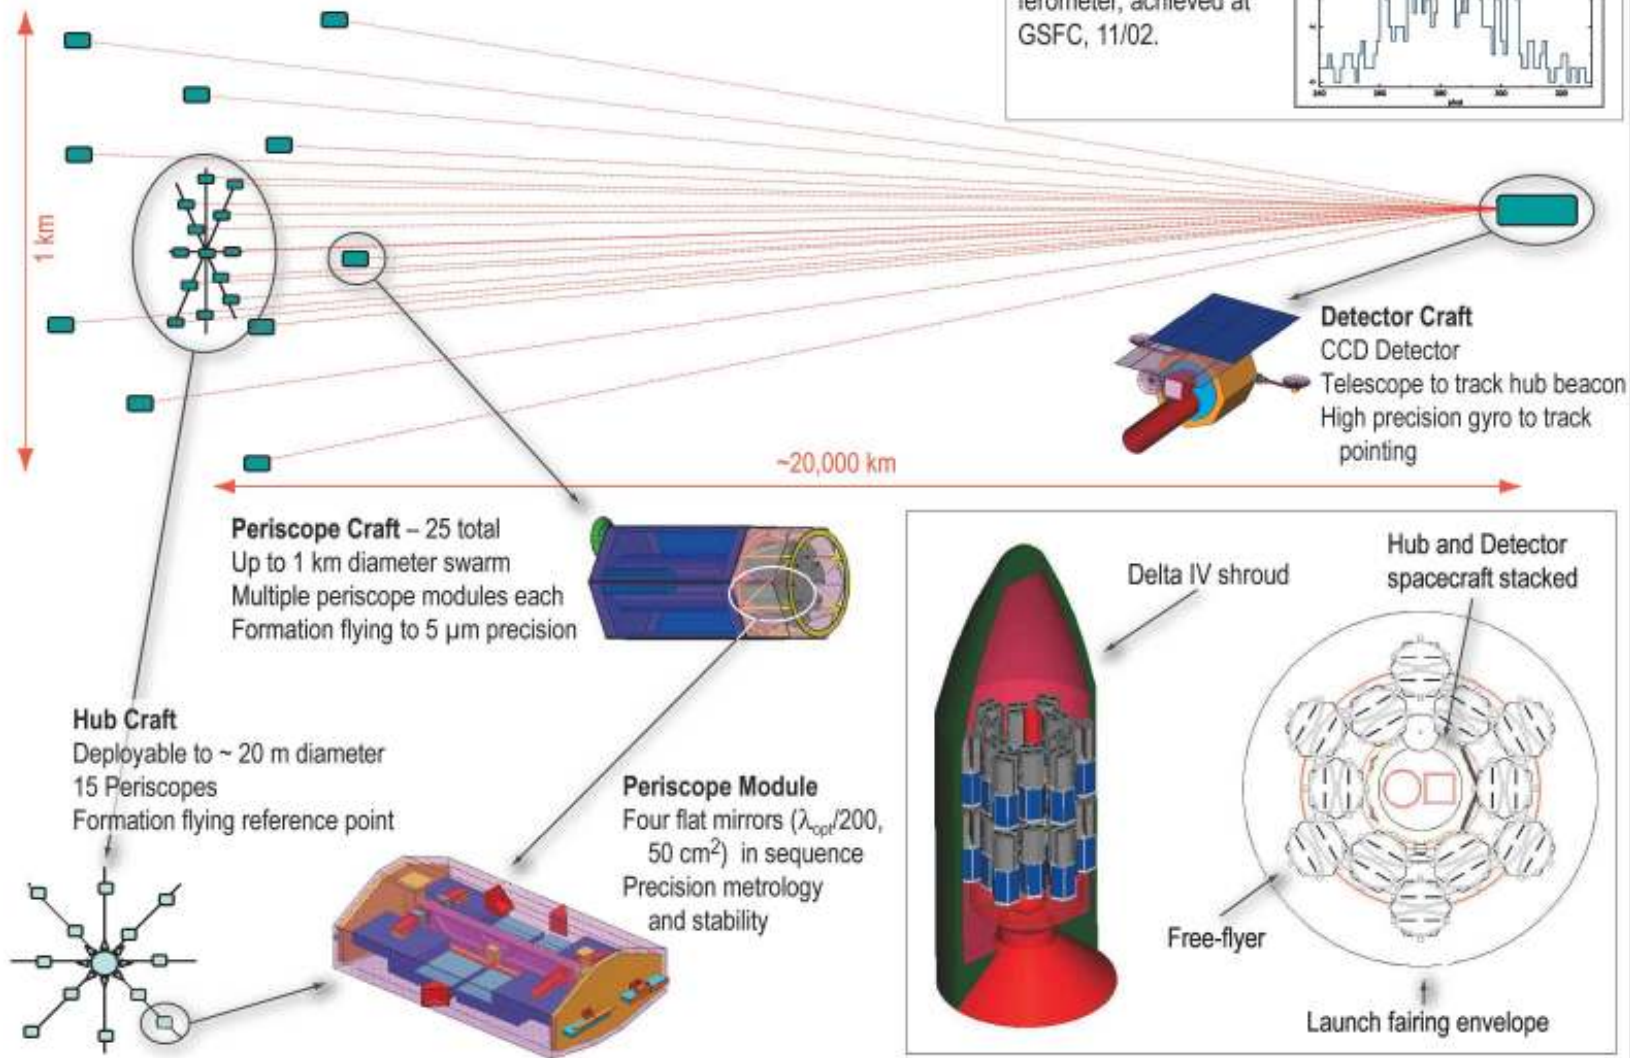 ferometer, achieved at
GSFC, 11/02.
1 km
Detector Craft
CCD Detector
Telescope to track hub beacon
High precision gyro to track
pointing
~20,000 km
Periscope Craft – 25 total
Up to 1 km diameter swarm
Multiple periscope modules each
Formation flying to 5 μm precision
Hub Craft
Deployable to ~ 20 m diameter
15 Periscopes
Formation flying reference point
Periscope Module
Four flat mirrors (λopt/200,
50 cm²) in sequence
Precision metrology
and stability
Delta IV shroud
Hub and Detector
spacecraft stacked
Free-flyer
Launch fairing envelope